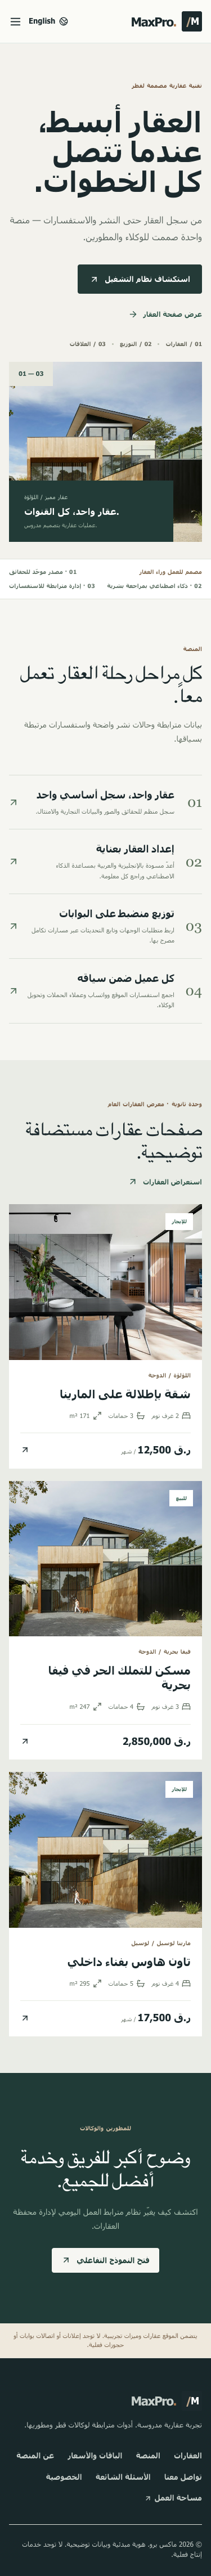 /M MaxPro. English
تقنية عقارية مصممة لقطر
العقار أبسط،
عندما تتصل
كل الخطوات.
من سجل العقار حتى النشر والاستفسارات — منصة
واحدة صممت للوكلاء والمطورين.
استكشاف نظام التشغيل
عرض صفحة العقار
01 / العقارات • 02 / التوزيع • 03 / العلاقات
01 — 03
عقار مميز / اللؤلؤة
عقار واحد، كل القنوات.
عمليات عقارية بتصميم مدروس.
مصمم للعمل وراء العقار
01 · مصدر موحّد للحقائق
02 · ذكاء اصطناعي بمراجعة بشرية
03 · إدارة مترابطة للاستفسارات
المنصة
كل مراحل رحلة العقار تعمل
معاً.
بيانات مترابطة وحالات نشر واضحة واستفسارات مرتبطة
بسياقها.
01
عقار واحد، سجل أساسي واحد
سجل منظم للحقائق والصور والبيانات التجارية والامتثال.
02
إعداد العقار بعناية
أعدّ مسودة بالإنجليزية والعربية بمساعدة الذكاء
الاصطناعي وراجع كل معلومة.
03
توزيع منضبط على البوابات
اربط متطلبات الوجهات وتابع التحديثات عبر مسارات تكامل
مصرح بها.
04
كل عميل ضمن سياقه
اجمع استفسارات الموقع وواتساب وعملاء الحملات وتحويل
الوكلاء.
وحدة ثانوية · معرض العقارات العام
صفحات عقارات مستضافة
توضيحية.
استعراض العقارات
للإيجار
اللؤلؤة / الدوحة
شقة بإطلالة على المارينا
2 غرف نوم 3 حمامات 171 m²
ر.ق 12,500 / شهر
للبيع
فيفا بحرية / الدوحة
مسكن للتملك الحر في فيفا
بحرية
3 غرف نوم 4 حمامات 247 m²
ر.ق 2,850,000
للإيجار
مارينا لوسيل / لوسيل
تاون هاوس بفناء داخلي
4 غرف نوم 5 حمامات 295 m²
ر.ق 17,500 / شهر
للمطورين والوكالات
وضوح أكبر للفريق وخدمة
أفضل للجميع.
اكتشف كيف يغيّر نظام مترابط العمل اليومي لإدارة محفظة
العقارات.
فتح النموذج التفاعلي
يتضمن الموقع عقارات وميزات تجريبية. لا توجد إعلانات أو اتصالات بوابات أو
حجوزات فعلية.
/M MaxPro.
تجربة عقارية مدروسة. أدوات مترابطة لوكالات قطر ومطوريها.
العقارات المنصة الباقات والأسعار عن المنصة
تواصل معنا الأسئلة الشائعة الخصوصية
مساحة العمل
© 2026 ماكس برو. هوية مبدئية وبيانات توضيحية. لا توجد خدمات
إنتاج فعلية.